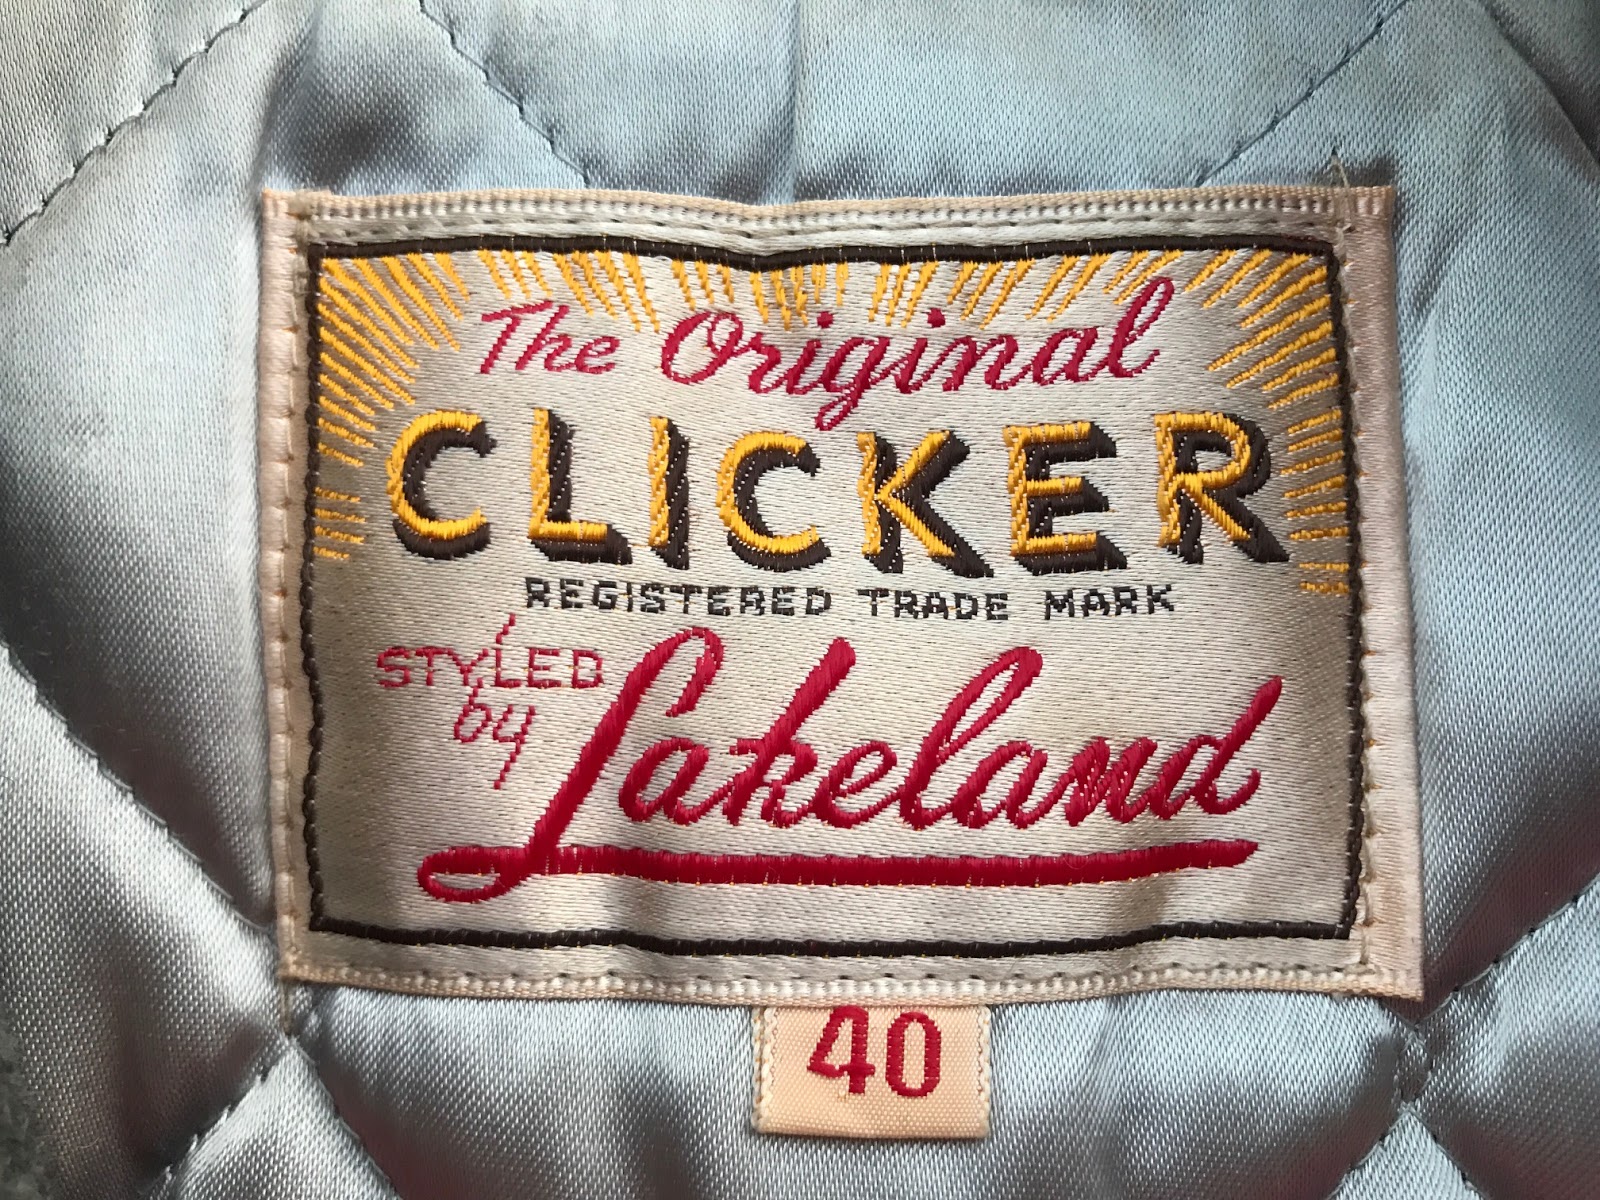 The Original
CLICKER
REGISTERED TRADE MARK
STYLED
by
Lakeland
40